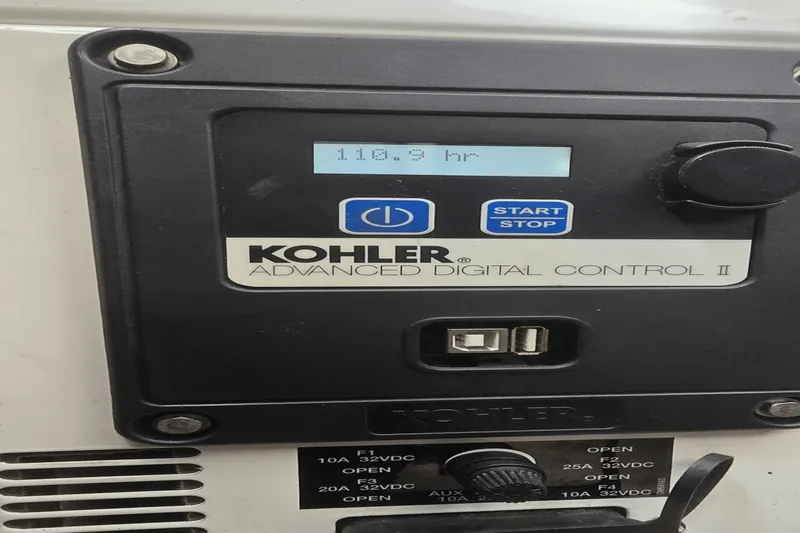 110.9 hr
START
STOP
KOHLER®
ADVANCED DIGITAL CONTROL II
KOHLER®
F1
10A 32VDC
OPEN
F3
20A 32VDC
OPEN
AUX
10A
OPEN
F2
25A 32VDC
OPEN
F4
10A 32VDC
OPEN